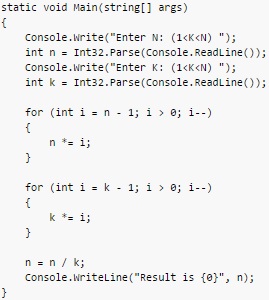 static void Main(string[] args)
{
    Console.Write("Enter N: (1<K<N) ");
    int n = Int32.Parse(Console.ReadLine());
    Console.Write("Enter K: (1<K<N) ");
    int k = Int32.Parse(Console.ReadLine());

    for (int i = n - 1; i > 0; i--)
    {
        n *= i;
    }

    for (int i = k - 1; i > 0; i--)
    {
        k *= i;
    }

    n = n / k;
    Console.WriteLine("Result is {0}", n);
}